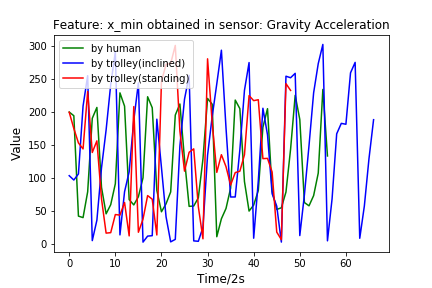 Feature: x_min obtained in sensor: Gravity Acceleration
by human
by trolley(inclined)
by trolley(standing)
Value
300
250
200
150
100
50
0
0 10 20 30 40 50 60
Time/2s